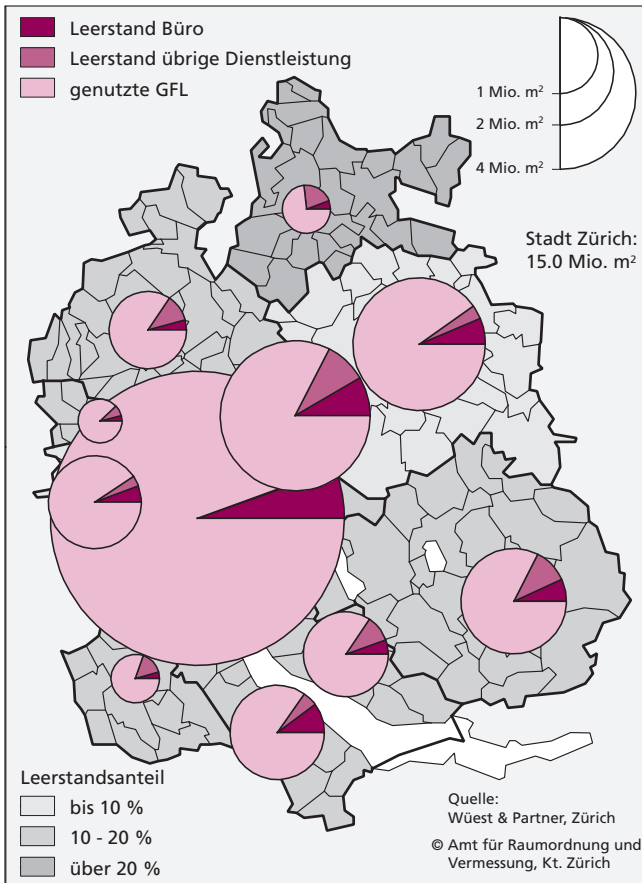 Leerstand Büro
Leerstand übrige Dienstleistung
genutzte GFL
1 Mio. m²
2 Mio. m²
4 Mio. m²
Stadt Zürich:
15.0 Mio. m²
Leerstandsanteil
bis 10 %
10 - 20 %
über 20 %
Quelle:
Wüest & Partner, Zürich
© Amt für Raumordnung und
Vermessung, Kt. Zürich